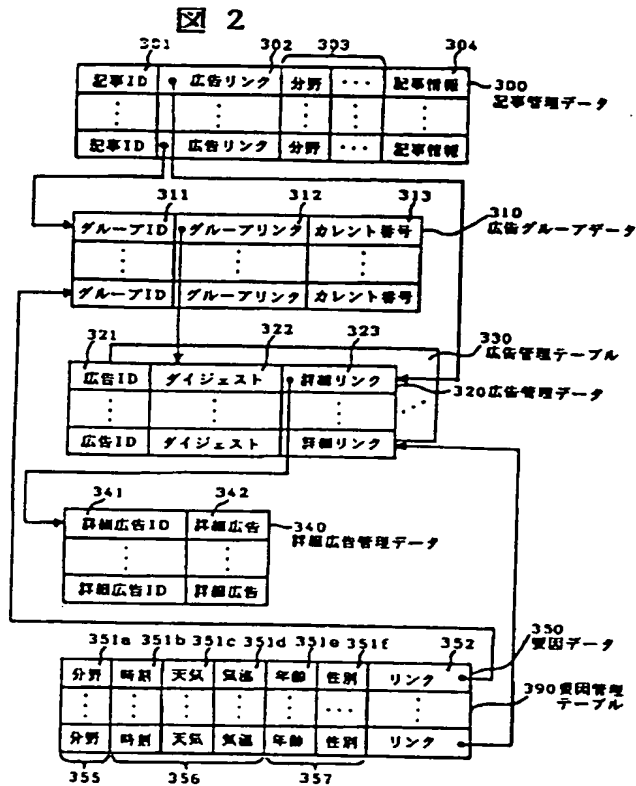 図 2
301 302 303 304
記事ID 広告リンク 分野 ・・・ 記事情報
300
記事管理データ
記事ID 広告リンク 分野 ・・・ 記事情報
311 312 313
グループID グループリンク カレント番号
310
広告グループデータ
グループID グループリンク カレント番号
321 322 323
330
広告管理テーブル
広告ID ダイジェスト 詳細リンク
320広告管理データ
広告ID ダイジェスト 詳細リンク
341 342
詳細広告ID 詳細広告
340
詳細広告管理データ
詳細広告ID 詳細広告
351a 351b 351c 351d 351e 351f 352
350
要因データ
分野 時刻 天気 気温 年齢 性別 リンク
390要因管理
テーブル
分野 時刻 天気 気温 年齢 性別 リンク
355 356 357